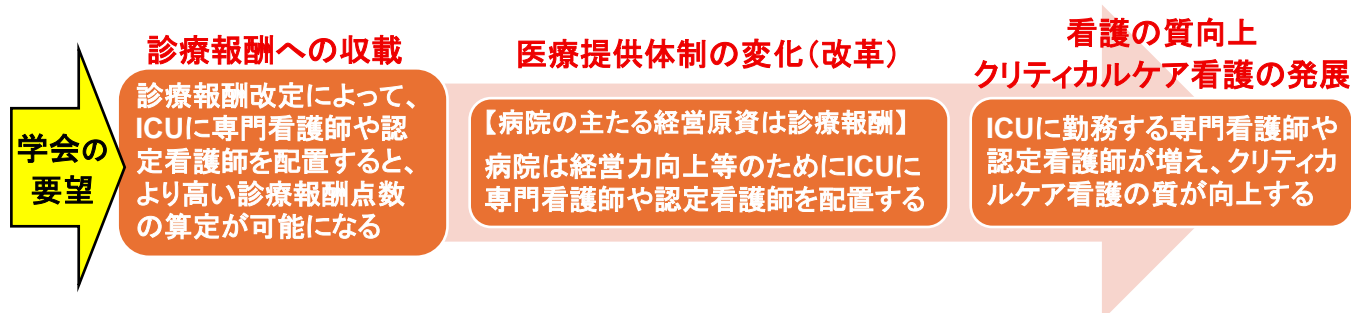 学会の
要望
診療報酬への収載
診療報酬改定によって、
ICUに専門看護師や認
定看護師を配置すると、
より高い診療報酬点数
の算定が可能になる
医療提供体制の変化（改革）
【病院の主たる経営原資は診療報酬】
病院は経営力向上等のためにICUに
専門看護師や認定看護師を配置する
看護の質向上
クリティカルケア看護の発展
ICUに勤務する専門看護師や
認定看護師が増え、クリティカ
ルケア看護の質が向上する